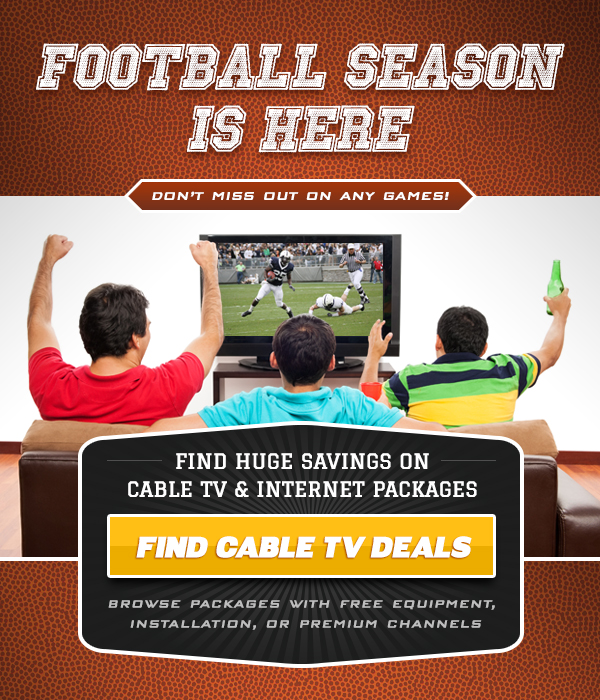 FOOTBALL SEASON
IS HERE
DON'T MISS OUT ON ANY GAMES!
FIND HUGE SAVINGS ON
CABLE TV & INTERNET PACKAGES
FIND CABLE TV DEALS
BROWSE PACKAGES WITH FREE EQUIPMENT,
INSTALLATION, OR PREMIUM CHANNELS